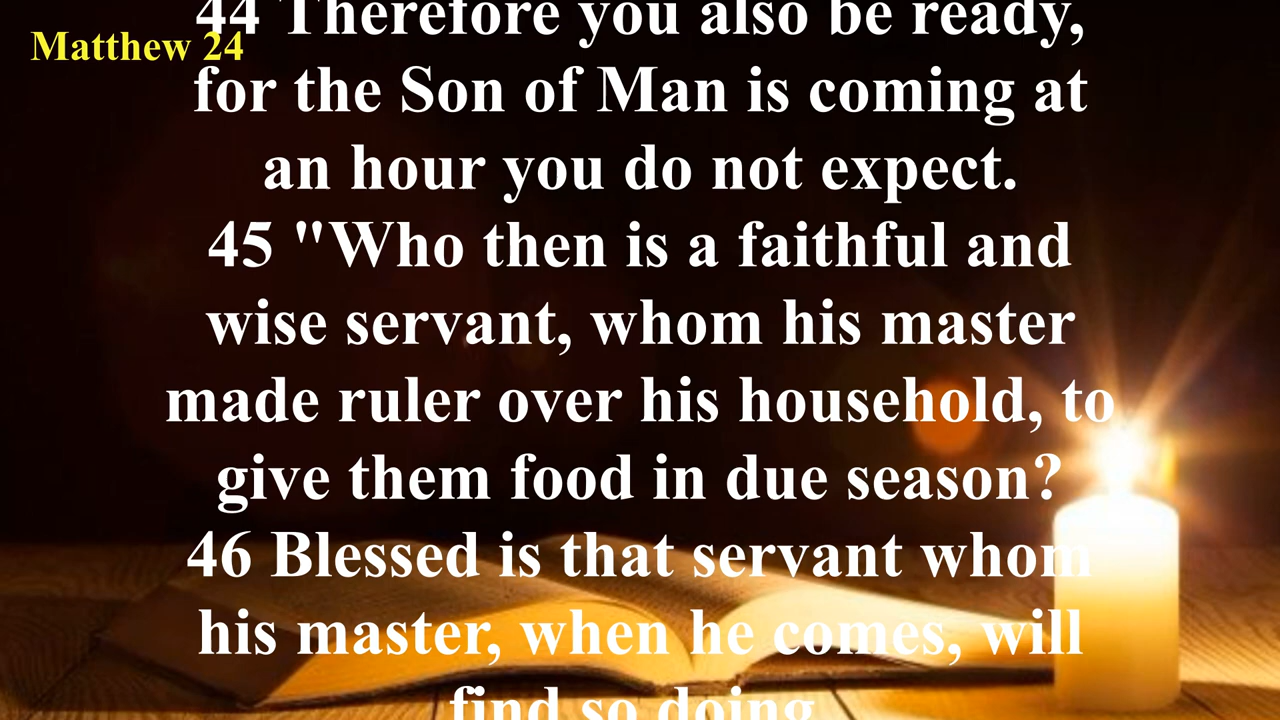 Matthew 24
44 Therefore you also be ready,
for the Son of Man is coming at
an hour you do not expect.
45 "Who then is a faithful and
wise servant, whom his master
made ruler over his household, to
give them food in due season?
46 Blessed is that servant whom
his master, when he comes, will
find so doing.